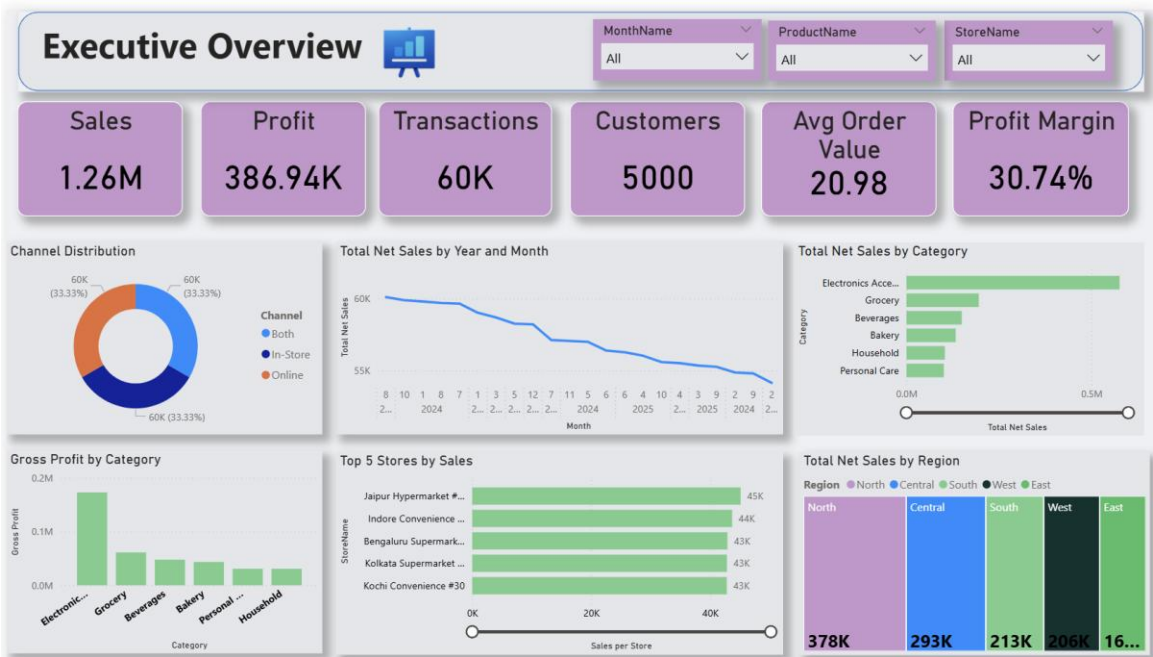 Executive Overview
MonthName
All
ProductName
All
StoreName
All
Sales
1.26M
Profit
386.94K
Transactions
60K
Customers
5000
Avg Order
Value
20.98
Profit Margin
30.74%
Channel Distribution
60K
(33.33%)
60K
(33.33%)
60K (33.33%)
Channel
Both
In-Store
Online
Total Net Sales by Year and Month
Total Net Sales
60K
55K
8 10 1 8 7 1 3 5 12 7 11 5 6 6 4 10 4 3 9 2 9 2
2... 2024 2... 2... 2... 2... 2024 2025 2... 2025 2024 2...
Month
Total Net Sales by Category
Category
Electronics Acce...
Grocery
Beverages
Bakery
Household
Personal Care
0.0M 0.5M
Total Net Sales
Gross Profit by Category
Gross Profit
0.2M
0.1M
0.0M
Electronic... Grocery Beverages Bakery Personal ... Household
Category
Top 5 Stores by Sales
StoreName
Jaipur Hypermarket #... 45K
Indore Convenience ... 44K
Bengaluru Supermark... 43K
Kolkata Supermarket ... 43K
Kochi Convenience #30 43K
0K 20K 40K
Sales per Store
Total Net Sales by Region
Region North Central South West East
North Central South West East
378K 293K 213K 206K 16...